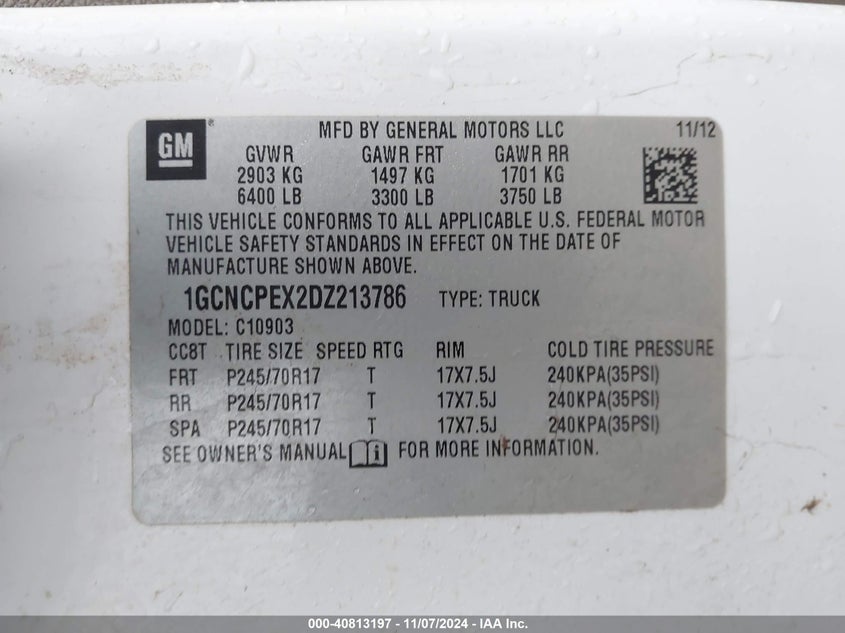 GM ® MFD BY GENERAL MOTORS LLC 11/12
GVWR GAWR FRT GAWR RR
2903 KG 1497 KG 1701 KG
6400 LB 3300 LB 3750 LB
THIS VEHICLE CONFORMS TO ALL APPLICABLE U.S. FEDERAL MOTOR
VEHICLE SAFETY STANDARDS IN EFFECT ON THE DATE OF
MANUFACTURE SHOWN ABOVE.
1GCNCPEX2DZ213786 TYPE: TRUCK
MODEL: C10903
CC8T TIRE SIZE SPEED RTG RIM COLD TIRE PRESSURE
FRT P245/70R17 T 17X7.5J 240KPA(35PSI)
RR P245/70R17 T 17X7.5J 240KPA(35PSI)
SPA P245/70R17 T 17X7.5J 240KPA(35PSI)
SEE OWNER'S MANUAL i FOR MORE INFORMATION.
000-40813197 - 11/07/2024 - IAA Inc.